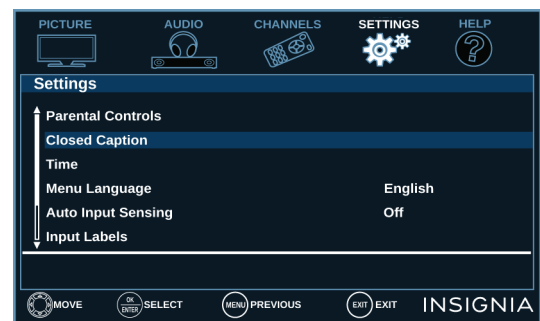 PICTURE AUDIO CHANNELS SETTINGS HELP
Settings
Parental Controls
Closed Caption
Time
Menu Language English
Auto Input Sensing Off
Input Labels
MOVE OK ENTER SELECT MENU PREVIOUS EXIT EXIT INSIGNIA